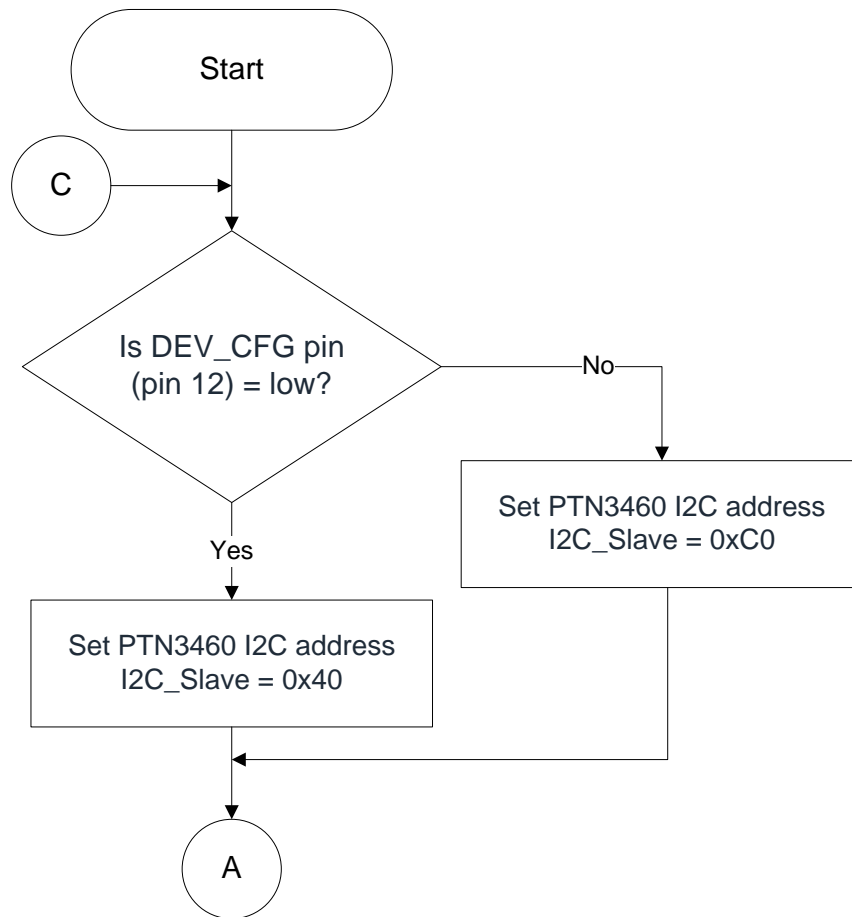 Start
C
Is DEV_CFG pin
(pin 12) = low?
No
Set PTN3460 I2C address
I2C_Slave = 0xC0
Yes
Set PTN3460 I2C address
I2C_Slave = 0x40
A